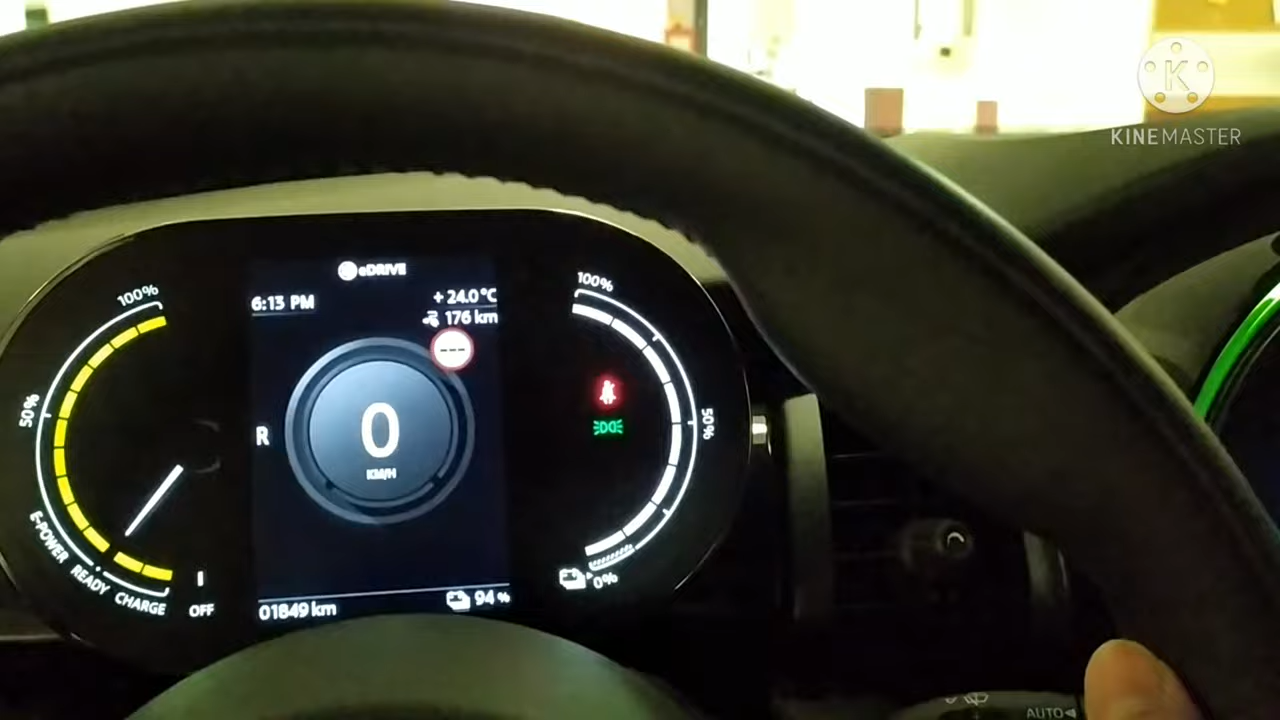 K
KINEMASTER
eDRIVE
6:13 PM
+ 24.0 °C
176 km
---
R
0
KM/H
01849 km
94 %
100%
50%
E-POWER
READY
CHARGE
OFF
100%
50%
0%
AUTO